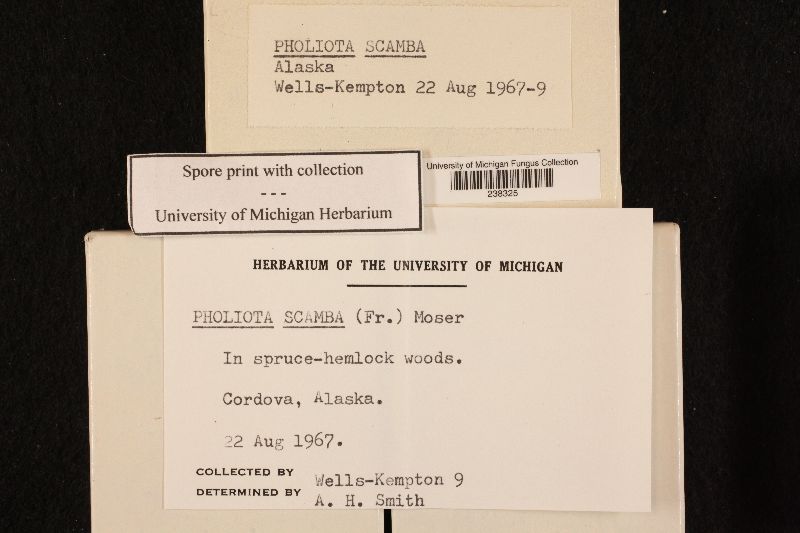 PHOLIOTA SCAMBA
Alaska
Wells-Kempton 22 Aug 1967-9
Spore print with collection
---
University of Michigan Herbarium
University of Michigan Fungus Collection
238325
HERBARIUM OF THE UNIVERSITY OF MICHIGAN
PHOLIOTA SCAMBA (Fr.) Moser
In spruce-hemlock woods.
Cordova, Alaska.
22 Aug 1967.
COLLECTED BY Wells-Kempton 9
DETERMINED BY A. H. Smith